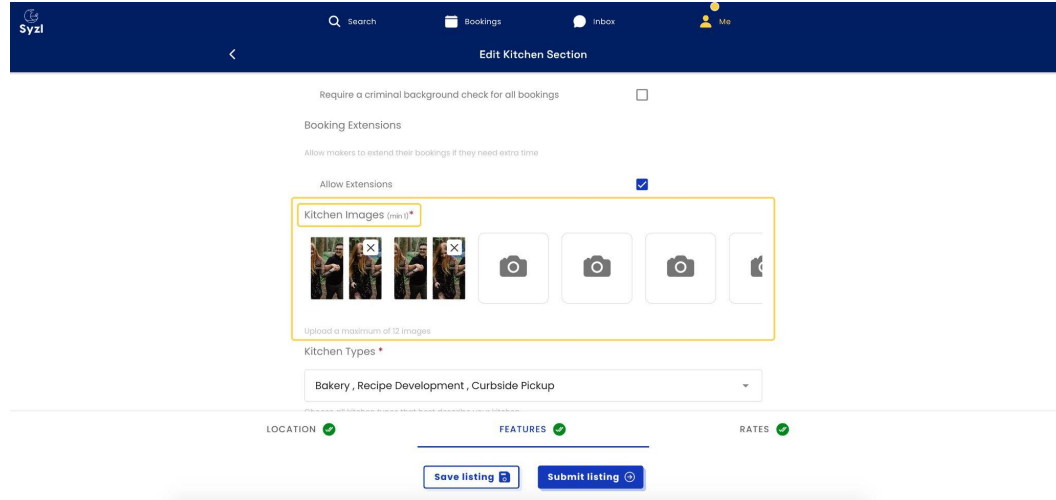 Syzl
Search
Bookings
Inbox
Me
Edit Kitchen Section
Require a criminal background check for all bookings
Booking Extensions
Allow makers to extend their bookings if they need extra time
Allow Extensions
Kitchen Images (min 1)*
Upload a maximum of 12 images
Kitchen Types *
Bakery , Recipe Development , Curbside Pickup
LOCATION
FEATURES
RATES
Save listing
Submit listing